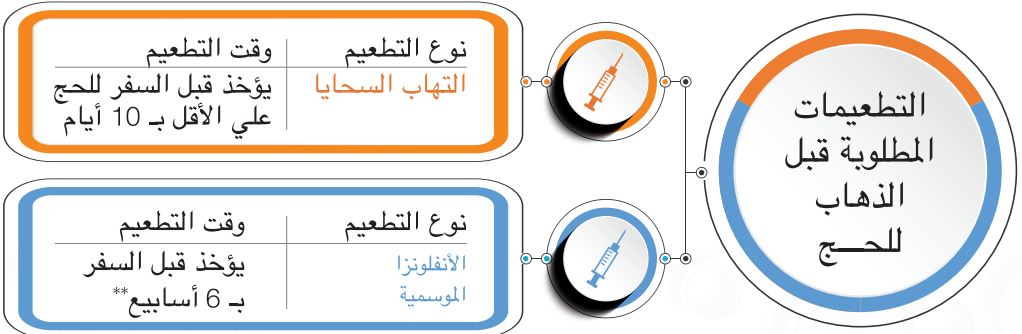 التطعيمات
المطلوبة قبل
الذهاب
للحـــج
نوع التطعيم
وقت التطعيم
التهاب السحايا
يؤخذ قبل السفر للحج
علي الأقل بـ 10 أيام
نوع التطعيم
وقت التطعيم
الأنفلونزا
الموسمية
يؤخذ قبل السفر
بـ 6 أسابيع**